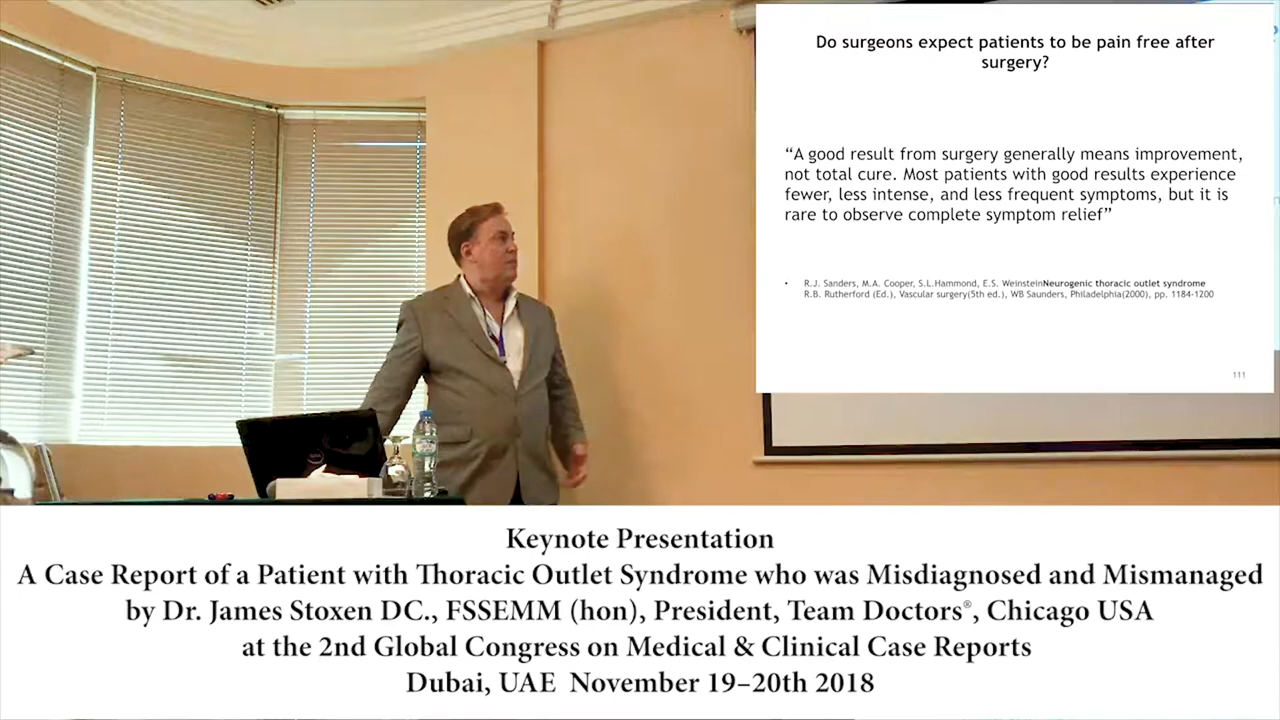 Do surgeons expect patients to be pain free after
surgery?
“A good result from surgery generally means improvement,
not total cure. Most patients with good results experience
fewer, less intense, and less frequent symptoms, but it is
rare to observe complete symptom relief”
• R.J. Sanders, M.A. Cooper, S.L.Hammond, E.S. WeinsteinNeurogenic thoracic outlet syndrome
R.B. Rutherford (Ed.), Vascular surgery(5th ed.), WB Saunders, Philadelphia(2000), pp. 1184-1200
111
Keynote Presentation
A Case Report of a Patient with Thoracic Outlet Syndrome who was Misdiagnosed and Mismanaged
by Dr. James Stoxen DC., FSSEMM (hon), President, Team Doctors®, Chicago USA
at the 2nd Global Congress on Medical & Clinical Case Reports
Dubai, UAE November 19–20th 2018